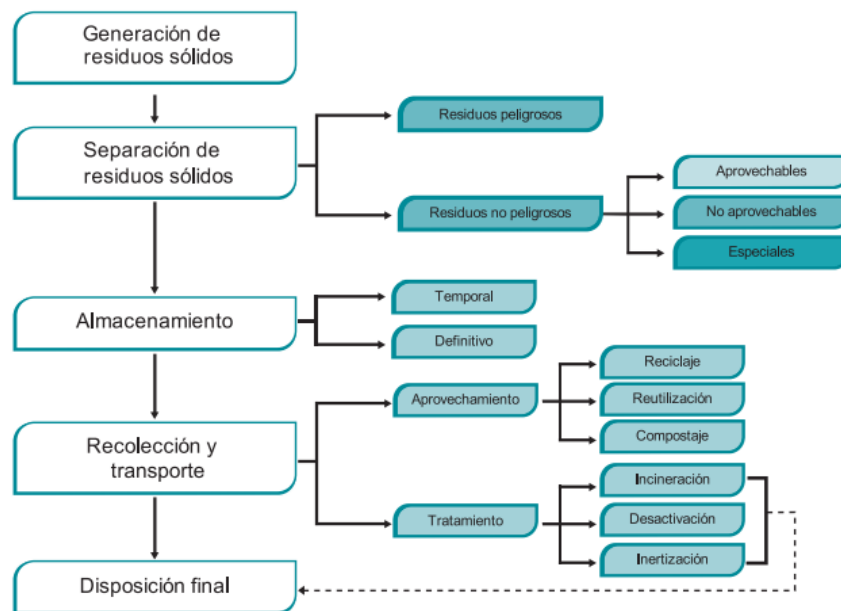 Generación de
residuos sólidos
Separación de
residuos sólidos
Residuos peligrosos
Residuos no peligrosos
Aprovechables
No aprovechables
Especiales
Almacenamiento
Temporal
Definitivo
Recolección y
transporte
Aprovechamiento
Reciclaje
Reutilización
Compostaje
Tratamiento
Incineración
Desactivación
Inertización
Disposición final